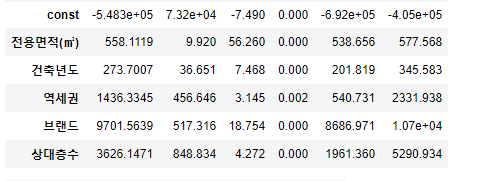 const -5.483e+05 7.32e+04 -7.490 0.000 -6.92e+05 -4.05e+05
전용면적(㎡) 558.1119 9.920 56.260 0.000 538.656 577.568
건축년도 273.7007 36.651 7.468 0.000 201.819 345.583
역세권 1436.3345 456.646 3.145 0.002 540.731 2331.938
브랜드 9701.5639 517.316 18.754 0.000 8686.971 1.07e+04
상대층수 3626.1471 848.834 4.272 0.000 1961.360 5290.934